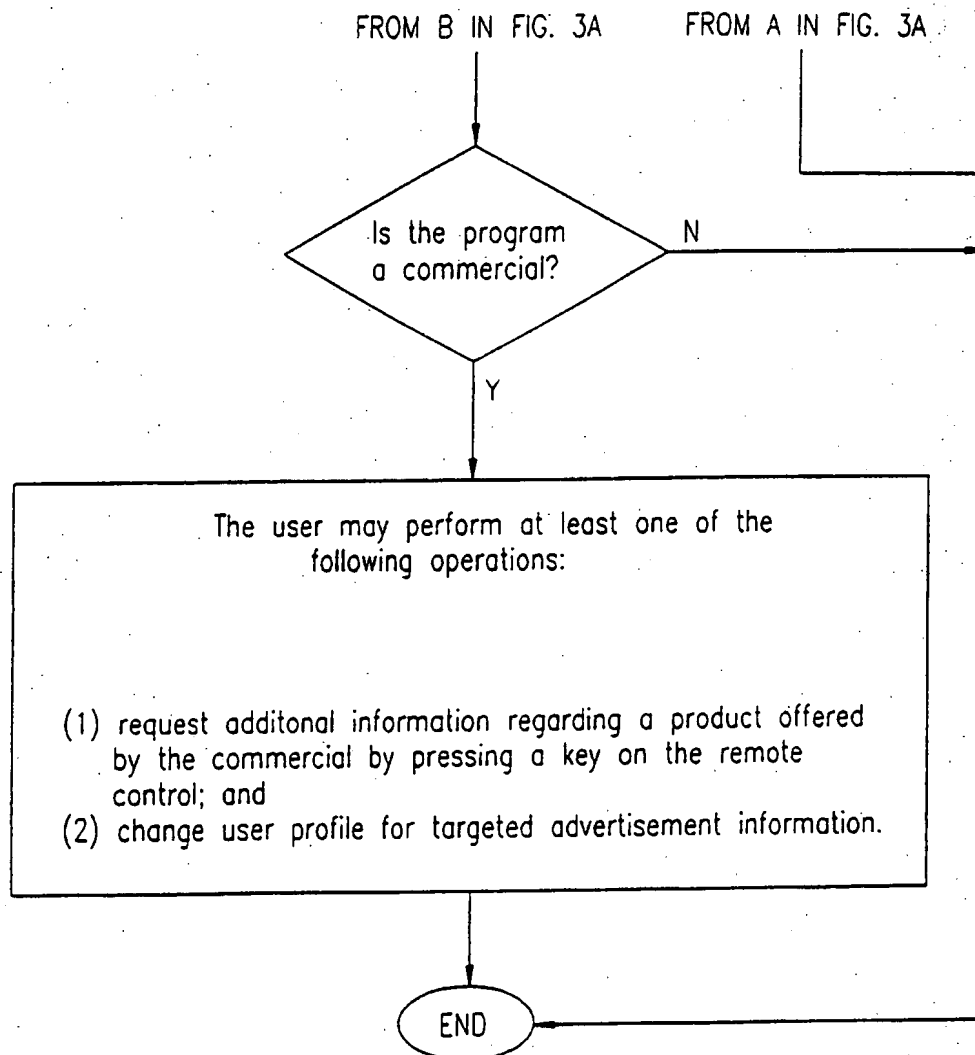 FROM B IN FIG. 3A
FROM A IN FIG. 3A
Is the program
a commercial?
N
Y
The user may perform at least one of the
following operations:
(1) request additonal information regarding a product offered
by the commercial by pressing a key on the remote
control; and
(2) change user profile for targeted advertisement information.
END